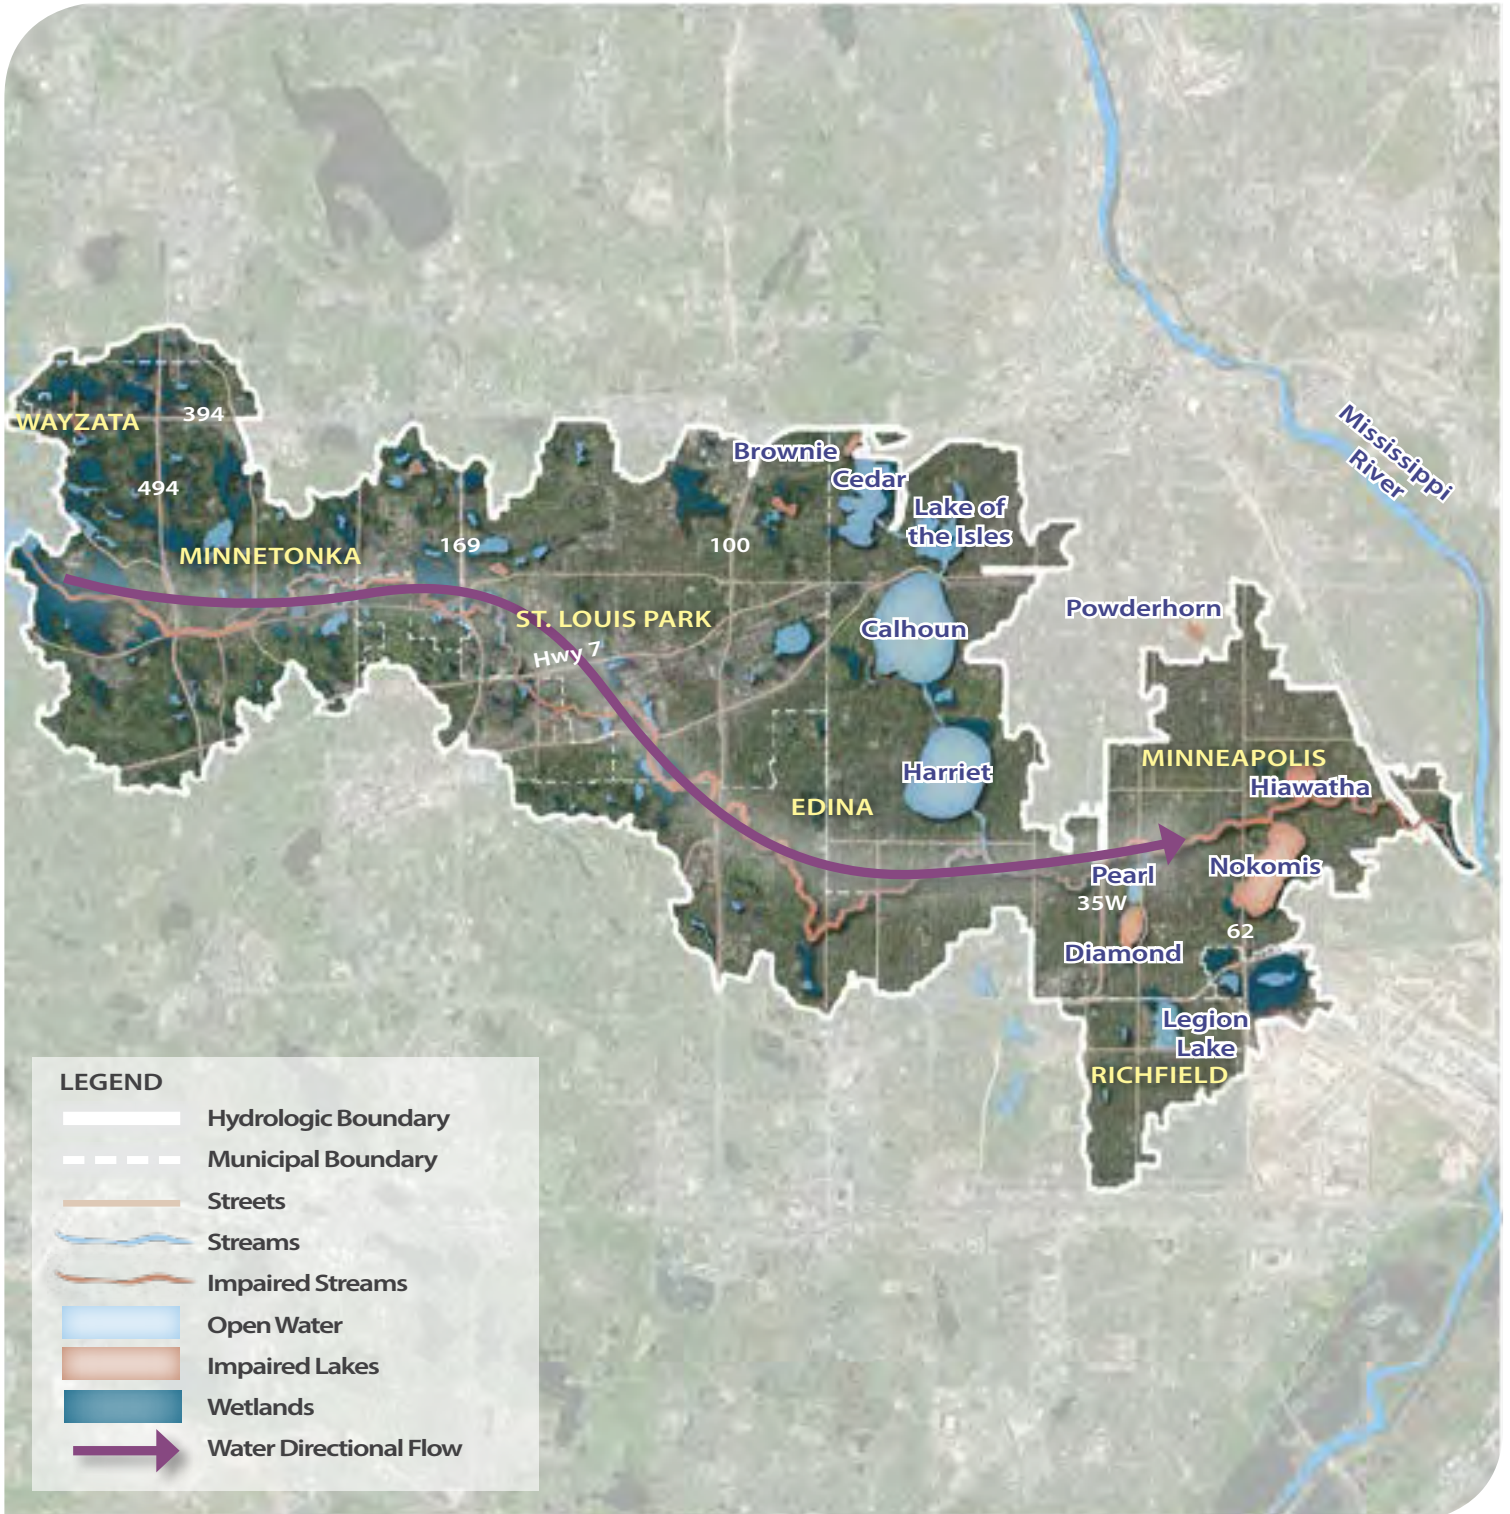 Mississippi
River
WAYZATA
394
494
Brownie
Cedar
Lake of
the Isles
MINNETONKA
169
100
ST. LOUIS PARK
Hwy 7
Calhoun
Powderhorn
Harriet
MINNEAPOLIS
Hiawatha
EDINA
Pearl
Nokomis
35W
62
Diamond
Legion
Lake
RICHFIELD
LEGEND
Hydrologic Boundary
Municipal Boundary
Streets
Streams
Impaired Streams
Open Water
Impaired Lakes
Wetlands
Water Directional Flow